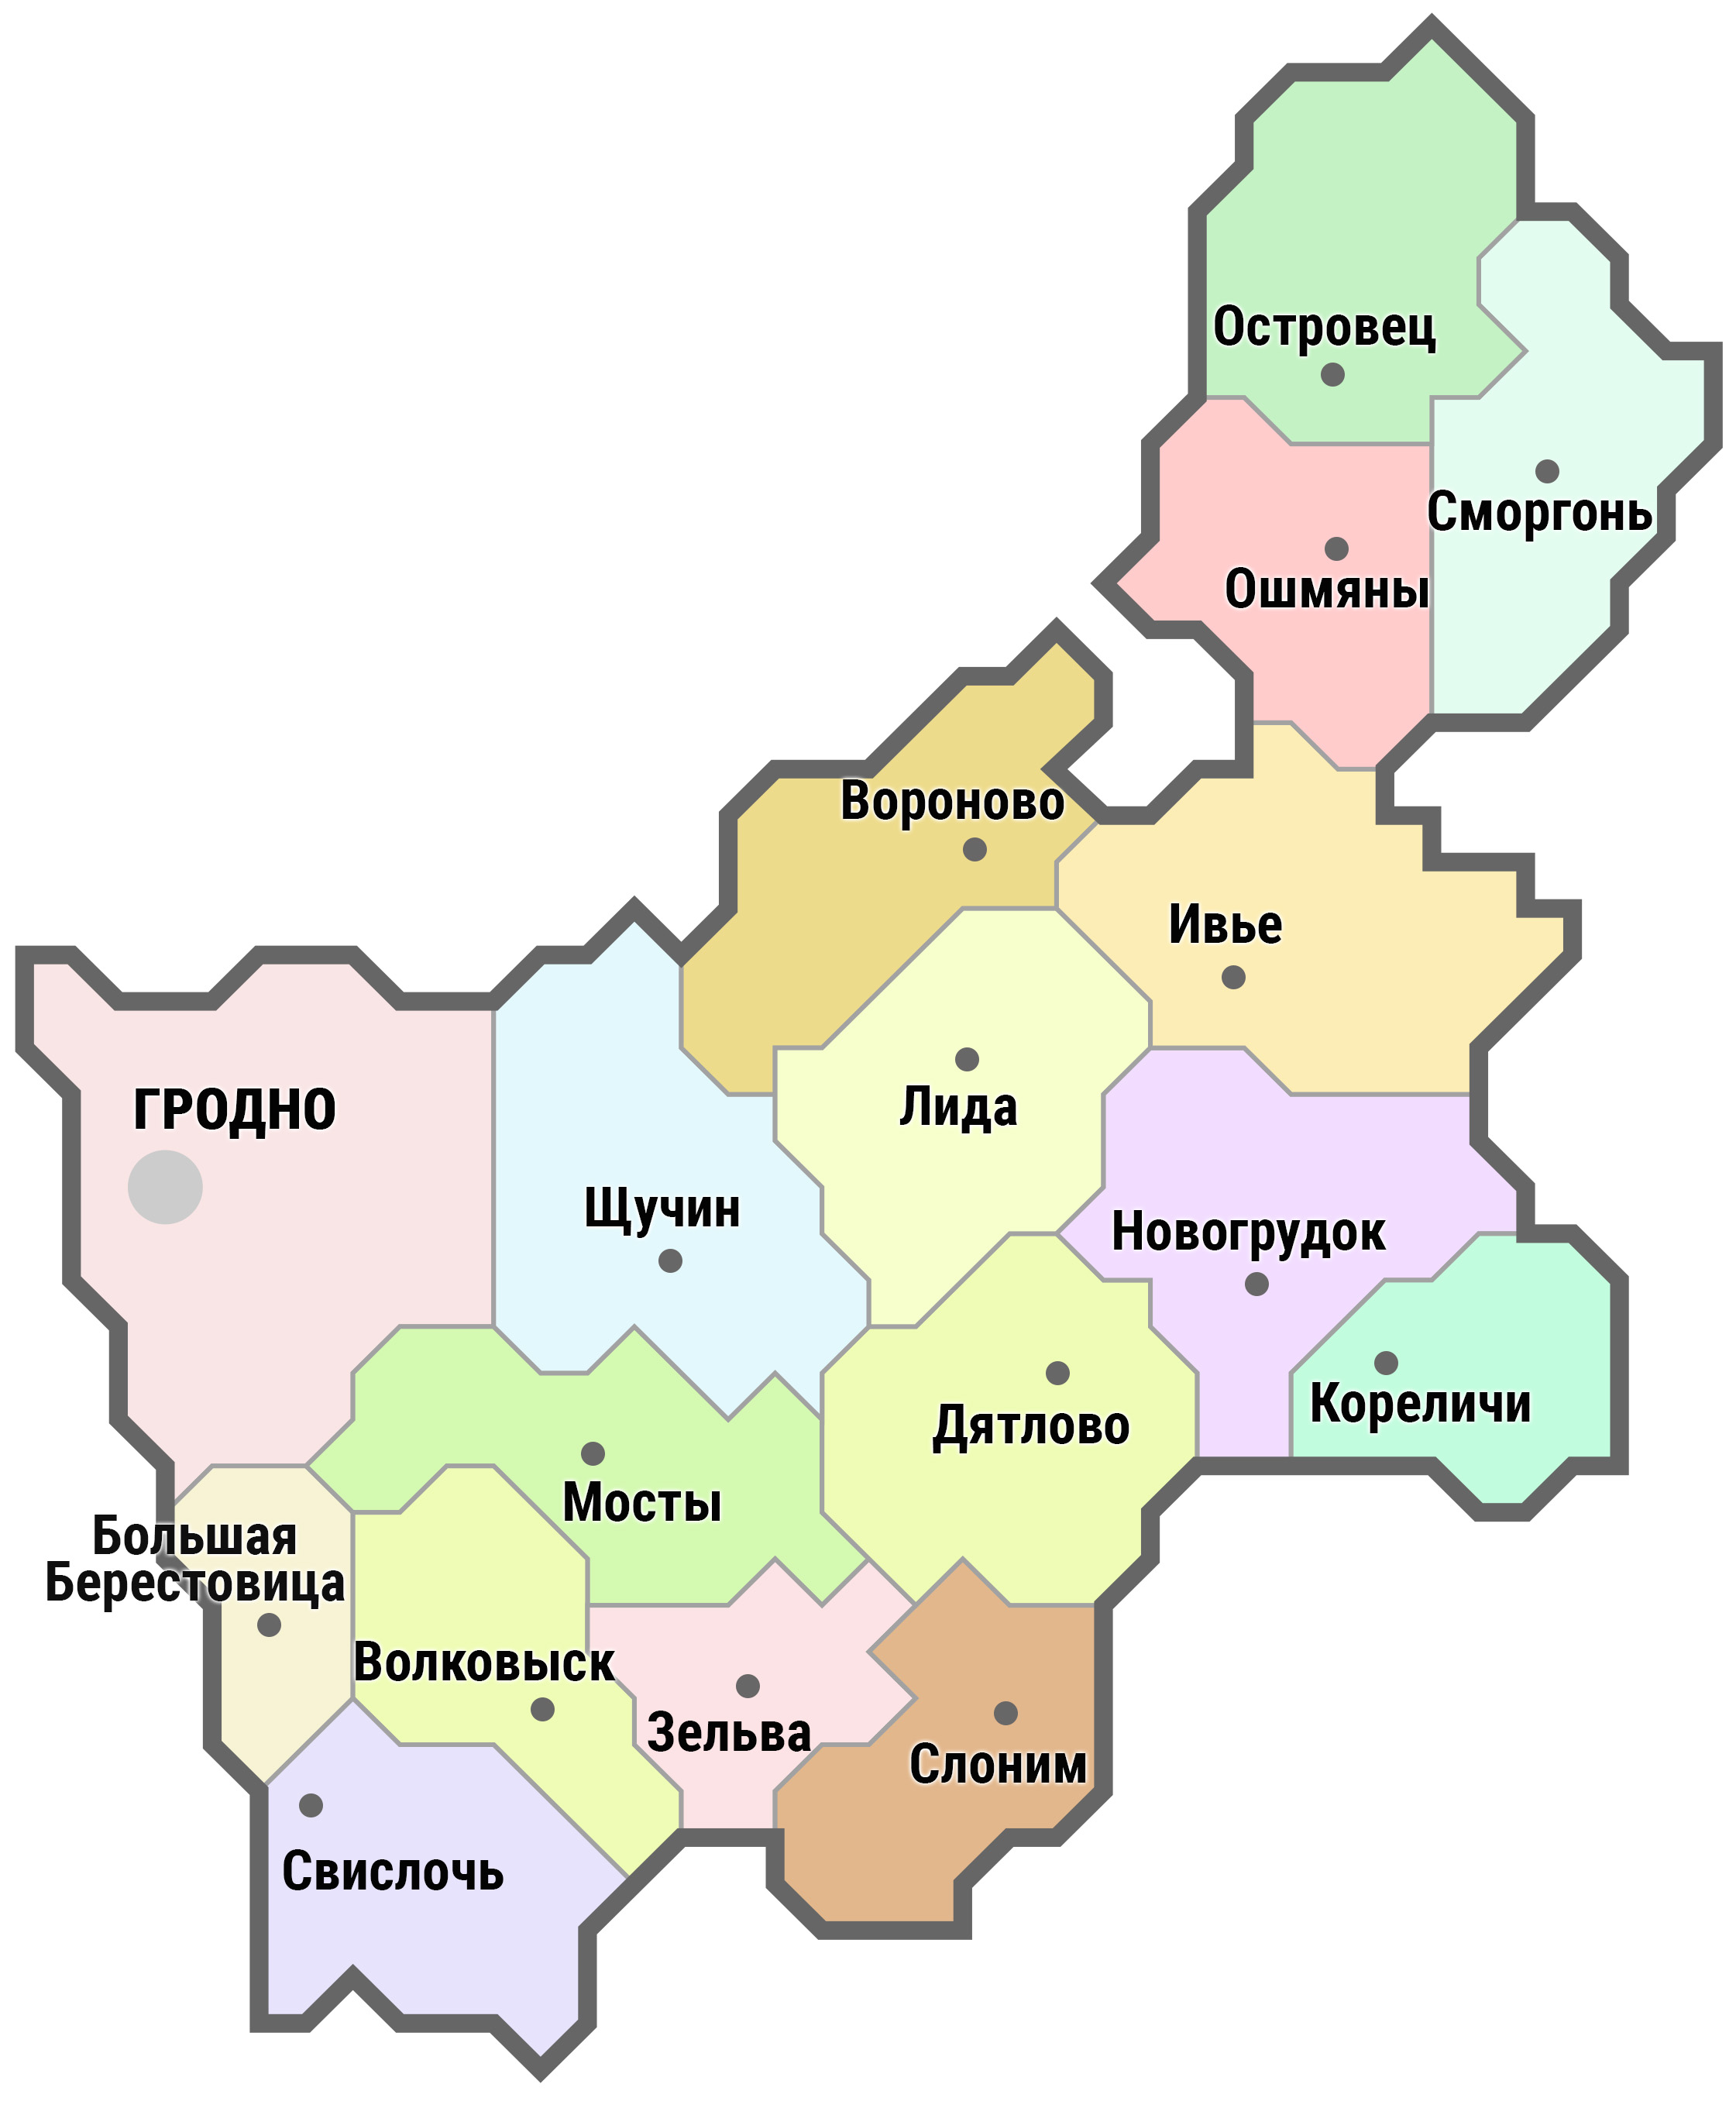 Островец
Сморгонь
Ошмяны
Вороново
Ивье
ГРОДНО
Лида
Щучин
Новогрудок
Кореличи
Дятлово
Мосты
Большая
Берестовица
Волковыск
Зельва
Слоним
Свислочь